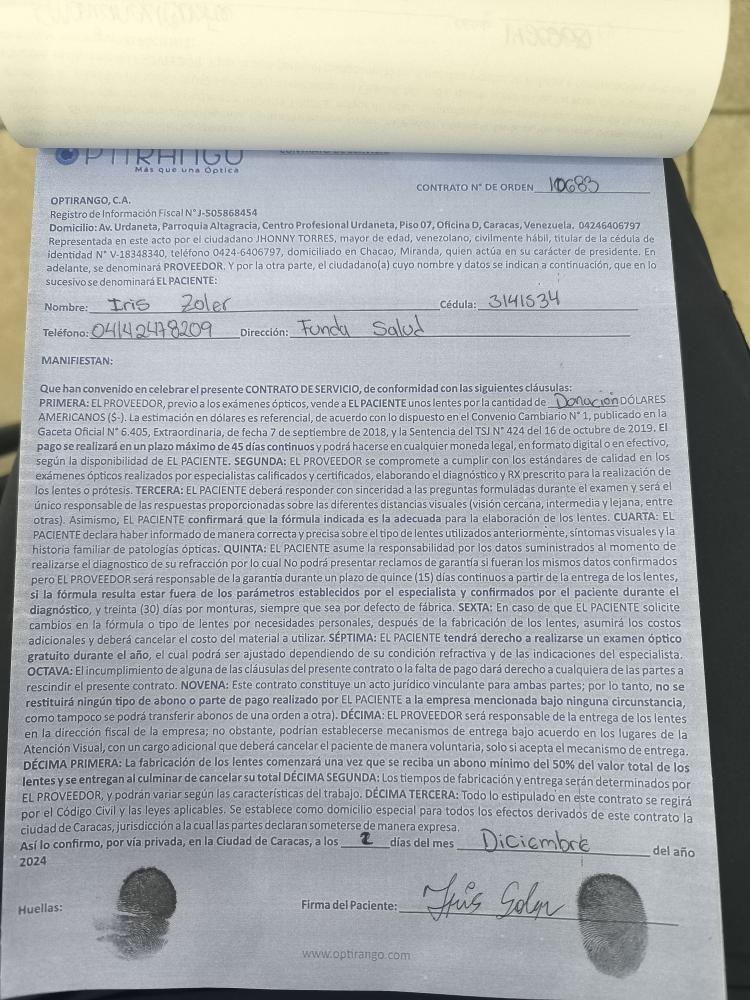 OPTIRANGO
Más que una Óptica
CONTRATO N° DE ORDEN 10683
OPTIRANGO, C.A.
Registro de Información Fiscal N° J-505868454
Domicilio: Av. Urdaneta, Parroquia Altagracia, Centro Profesional Urdaneta, Piso 07, Oficina D, Caracas, Venezuela. 04246406797
Representada en este acto por el ciudadano JHONNY TORRES, mayor de edad, venezolano, civilmente hábil, titular de la cédula de
identidad N° V-18348340, teléfono 0424-6406797, domiciliado en Chacao, Miranda, quien actúa en su carácter de presidente. En
adelante, se denominará PROVEEDOR. Y por la otra parte, el ciudadano(a) cuyo nombre y datos se indican a continuación, que en lo
sucesivo se denominará EL PACIENTE:
Nombre: Iris Zoler Cédula: 3141534
Teléfono: 04142478209 Dirección: Funda Salud
MANIFIESTAN:
Que han convenido en celebrar el presente CONTRATO DE SERVICIO, de conformidad con las siguientes cláusulas:
PRIMERA: EL PROVEEDOR, previo a los exámenes ópticos, vende a EL PACIENTE unos lentes por la cantidad de Donación DÓLARES
AMERICANOS ($-). La estimación en dólares es referencial, de acuerdo con lo dispuesto en el Convenio Cambiario N° 1, publicado en la
Gaceta Oficial N° 6.405, Extraordinaria, de fecha 7 de septiembre de 2018, y la Sentencia del TSJ N° 424 del 16 de octubre de 2019. El
pago se realizará en un plazo máximo de 45 días continuos y podrá hacerse en cualquier moneda legal, en formato digital o en efectivo,
según la disponibilidad de EL PACIENTE. SEGUNDA: EL PROVEEDOR se compromete a cumplir con los estándares de calidad en los
exámenes ópticos realizados por especialistas calificados y certificados, elaborando el diagnóstico y RX prescrito para la realización de
los lentes o prótesis. TERCERA: EL PACIENTE deberá responder con sinceridad a las preguntas formuladas durante el examen y será el
único responsable de las respuestas proporcionadas sobre las diferentes distancias visuales (visión cercana, intermedia y lejana, entre
otras). Asimismo, EL PACIENTE confirmará que la fórmula indicada es la adecuada para la elaboración de los lentes. CUARTA: EL
PACIENTE declara haber informado de manera correcta y precisa sobre el tipo de lentes utilizados anteriormente, síntomas visuales y la
historia familiar de patologías ópticas. QUINTA: EL PACIENTE asume la responsabilidad por los datos suministrados al momento de
realizarse el diagnostico de su refracción por lo cual No podrá presentar reclamos de garantía si fueran los mismos datos confirmados
pero EL PROVEEDOR será responsable de la garantía durante un plazo de quince (15) días continuos a partir de la entrega de los lentes,
si la fórmula resulta estar fuera de los parámetros establecidos por el especialista y confirmados por el paciente durante el
diagnóstico, y treinta (30) días por monturas, siempre que sea por defecto de fábrica. SEXTA: En caso de que EL PACIENTE solicite
cambios en la fórmula o tipo de lentes por necesidades personales, después de la fabricación de los lentes, asumirá los costos
adicionales y deberá cancelar el costo del material a utilizar. SÉPTIMA: EL PACIENTE tendrá derecho a realizarse un examen óptico
gratuito durante el año, el cual podrá ser ajustado dependiendo de su condición refractiva y de las indicaciones del especialista.
OCTAVA: El incumplimiento de alguna de las cláusulas del presente contrato o la falta de pago dará derecho a cualquiera de las partes a
rescindir el presente contrato. NOVENA: Este contrato constituye un acto jurídico vinculante para ambas partes; por lo tanto, no se
restituirá ningún tipo de abono o parte de pago realizado por EL PACIENTE a la empresa mencionada bajo ninguna circunstancia,
como tampoco se podrá transferir abonos de una orden a otra). DÉCIMA: EL PROVEEDOR será responsable de la entrega de los lentes
en la dirección fiscal de la empresa; no obstante, podrían establecerse mecanismos de entrega bajo acuerdo en los lugares de la
Atención Visual, con un cargo adicional que deberá cancelar el paciente de manera voluntaria, solo si acepta el mecanismo de entrega.
DÉCIMA PRIMERA: La fabricación de los lentes comenzará una vez que se reciba un abono mínimo del 50% del valor total de los
lentes y se entregan al culminar de cancelar su total DÉCIMA SEGUNDA: Los tiempos de fabricación y entrega serán determinados por
EL PROVEEDOR, y podrán variar según las características del trabajo. DÉCIMA TERCERA: Todo lo estipulado en este contrato se regirá
por el Código Civil y las leyes aplicables. Se establece como domicilio especial para todos los efectos derivados de este contrato la
ciudad de Caracas, jurisdicción a la cual las partes declaran someterse de manera expresa.
Así lo confirmo, por vía privada, en la Ciudad de Caracas, a los 2 días del mes Diciembre del año
2024
Huellas: Firma del Paciente: Iris Soler
www.optirango.com